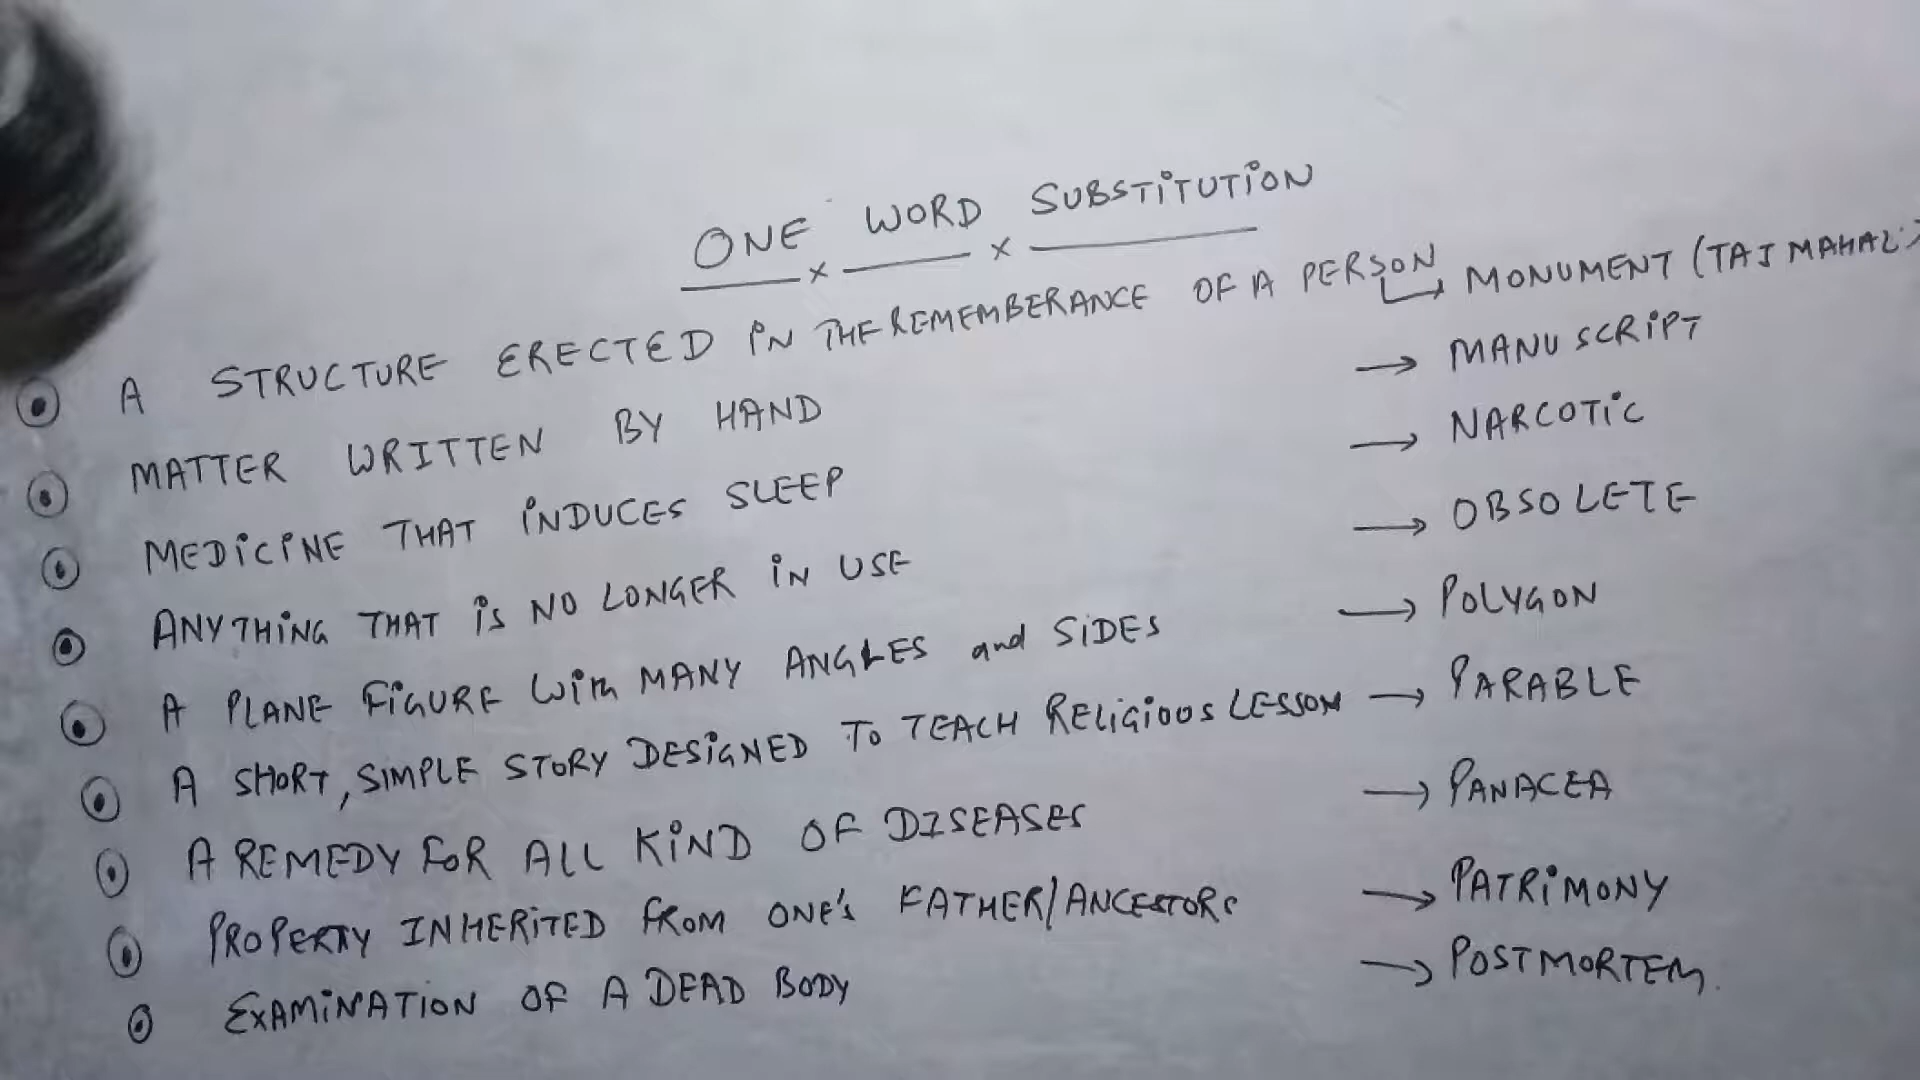 ONE WORD SUBSTITUTION
A STRUCTURE ERECTED IN THE REMEMBERANCE OF A PERSON → MONUMENT (TAJ MAHAL)
MATTER WRITTEN BY HAND → MANUSCRIPT
MEDICINE THAT INDUCES SLEEP → NARCOTIC
ANYTHING THAT IS NO LONGER IN USE → OBSOLETE
A PLANE FIGURE WITH MANY ANGLES and SIDES → POLYGON
A SHORT, SIMPLE STORY DESIGNED TO TEACH RELIGIOUS LESSON → PARABLE
A REMEDY FOR ALL KIND OF DISEASES → PANACEA
PROPERTY INHERITED FROM ONE'S FATHER/ANCESTORS → PATRIMONY
EXAMINATION OF A DEAD BODY → POSTMORTEM.